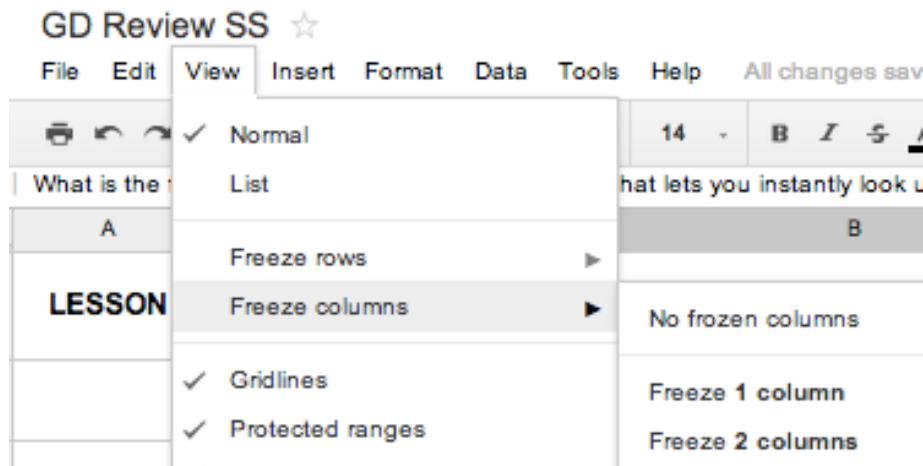 GD Review SS
File Edit View Insert Format Data Tools Help All changes sav
Normal 14 B I S
List
What is the hat lets you instantly look u
A B
Freeze rows
LESSON Freeze columns
No frozen columns
Gridlines
Freeze 1 column
Protected ranges
Freeze 2 columns